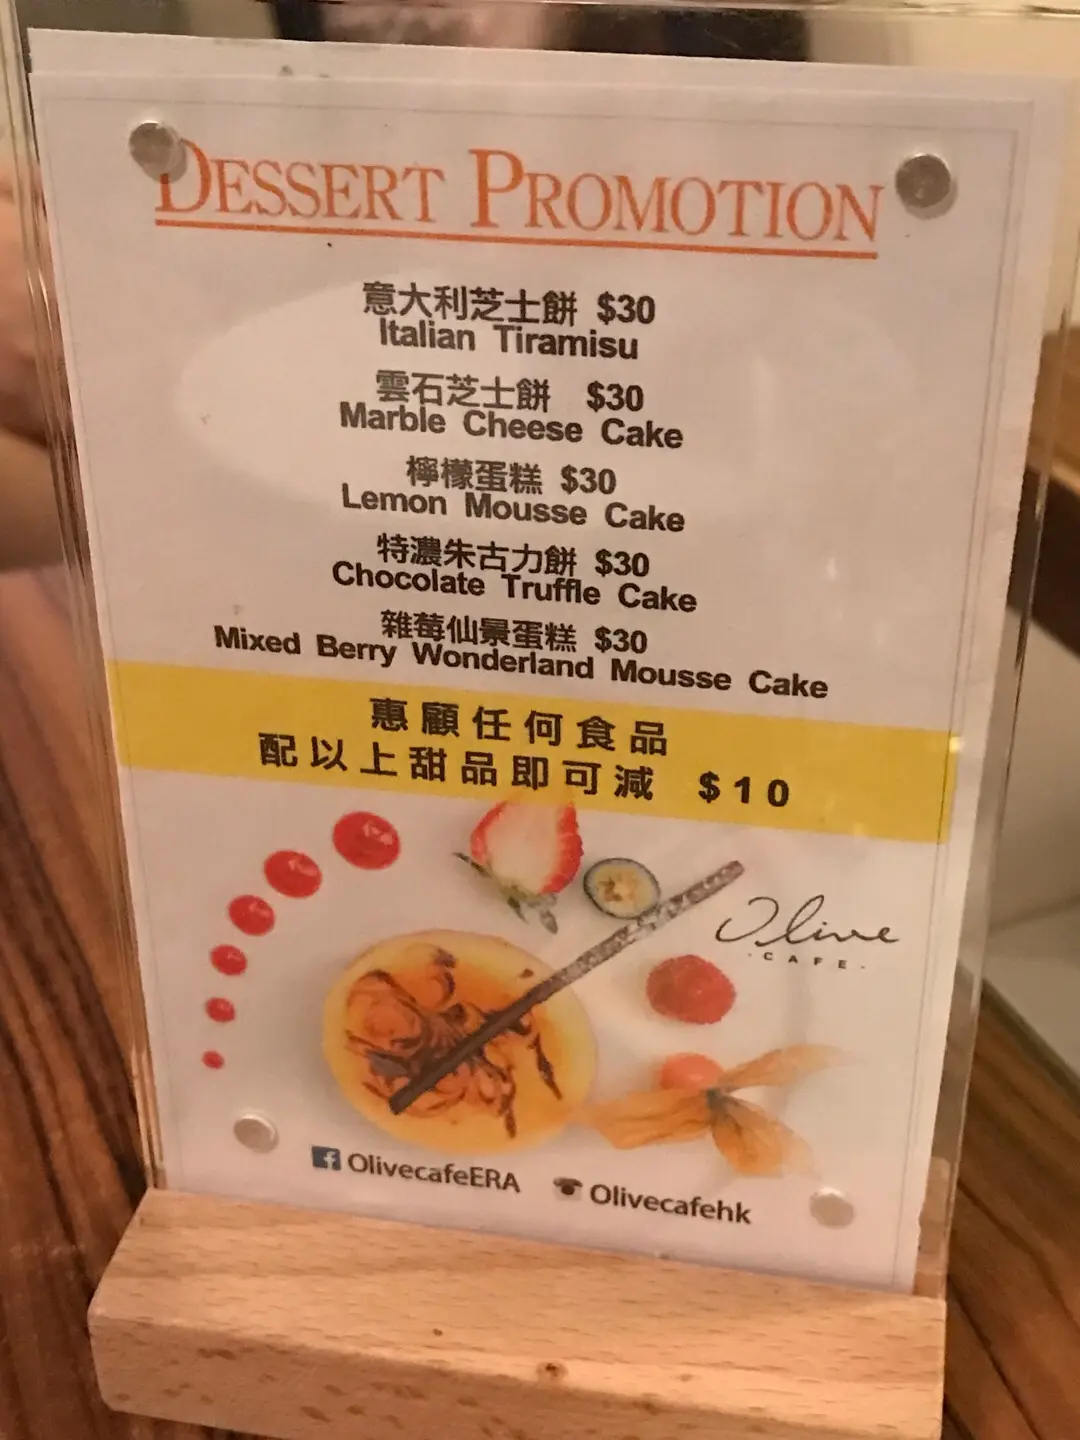 DESSERT PROMOTION
意大利芝士餅 $30
Italian Tiramisu
雲石芝士餅 $30
Marble Cheese Cake
檸檬蛋糕 $30
Lemon Mousse Cake
特濃朱古力餅 $30
Chocolate Truffle Cake
雜莓仙景蛋糕 $30
Mixed Berry Wonderland Mousse Cake
惠顧任何食品
配以上甜品即可減 $10
Olive
·CAFE·
OlivecafeERA
Olivecafehk